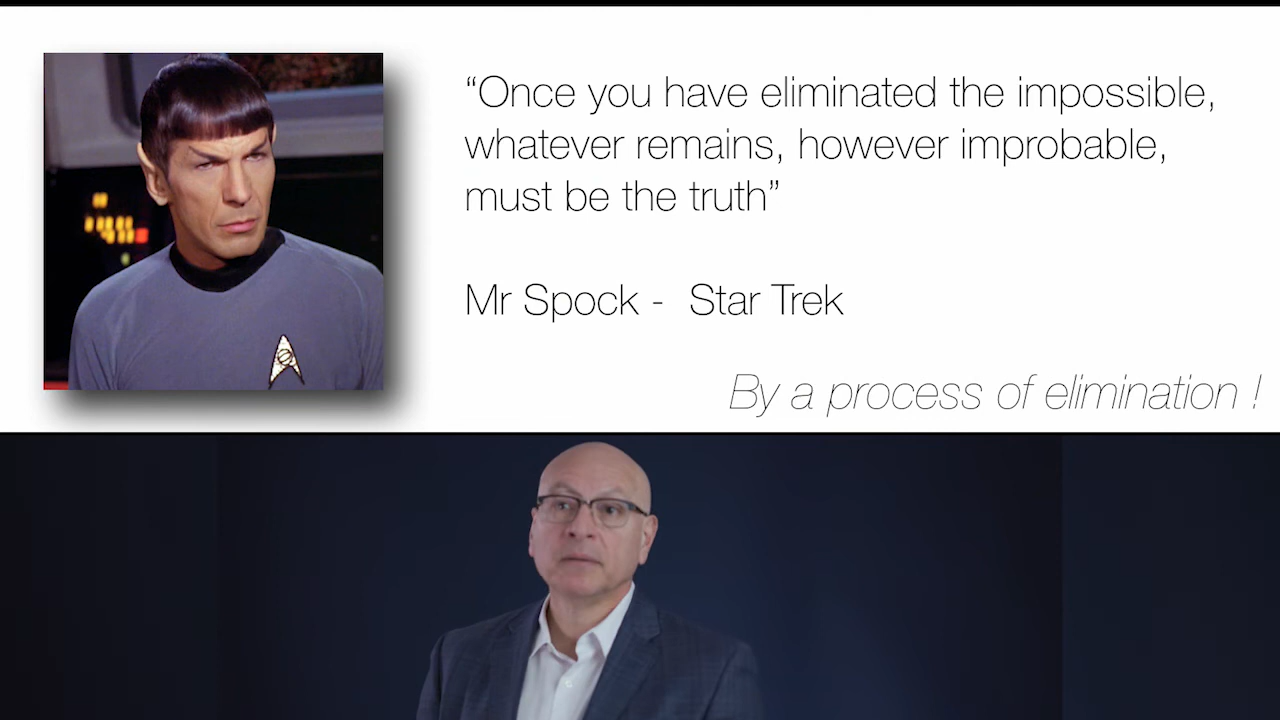 “Once you have eliminated the impossible,
whatever remains, however improbable,
must be the truth”
Mr Spock - Star Trek
By a process of elimination !